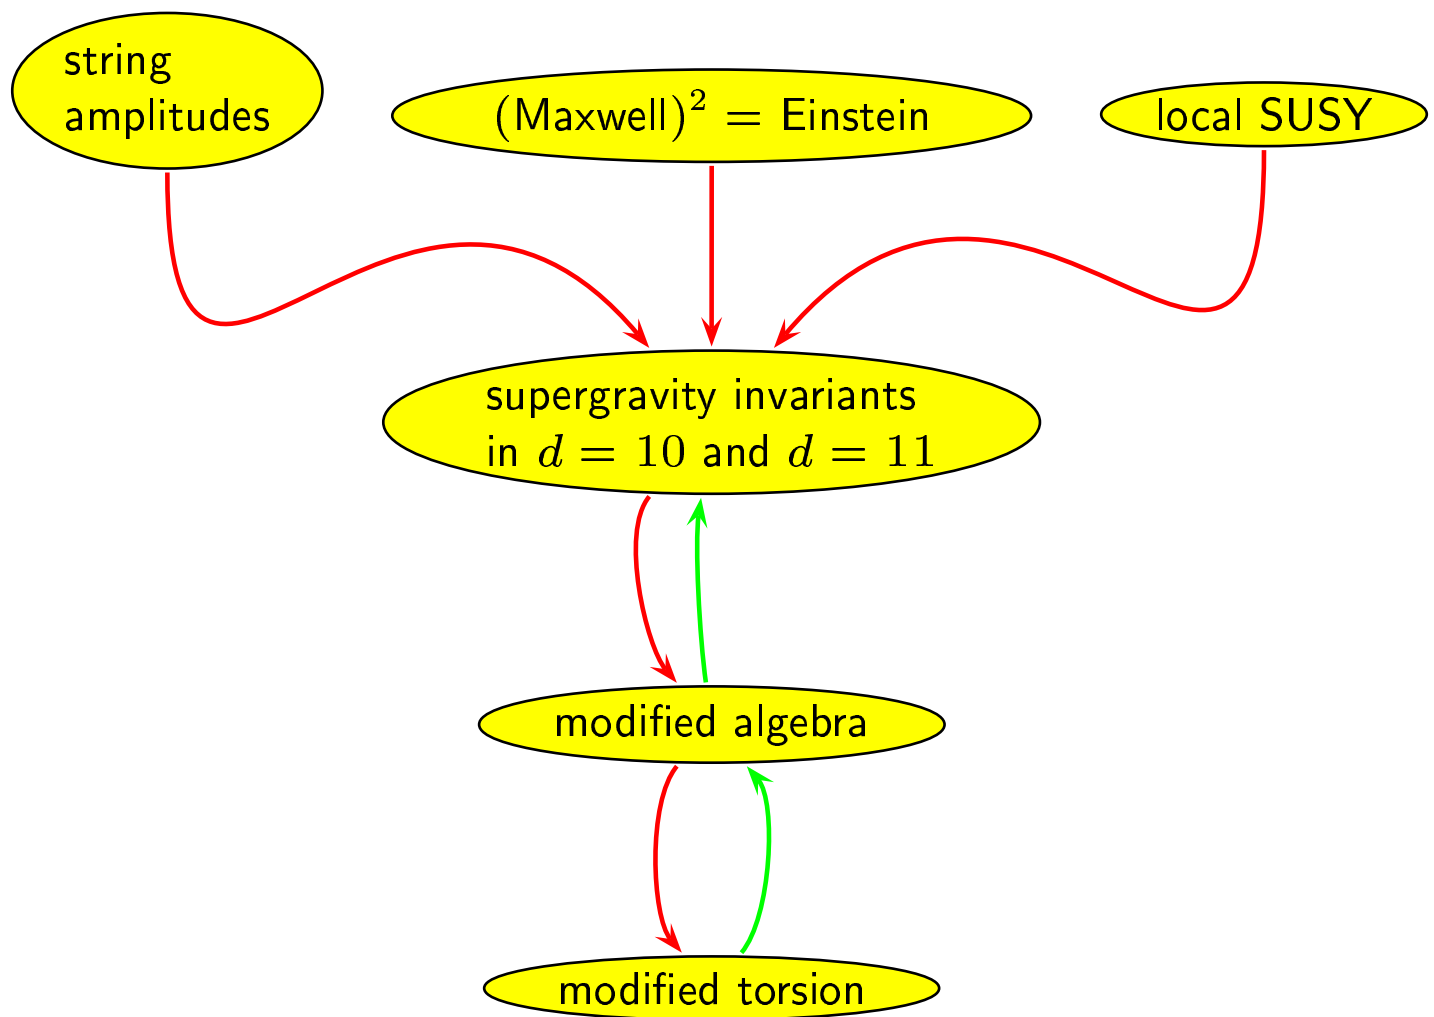 string
amplitudes
(Maxwell)² = Einstein
local SUSY
supergravity invariants
in d = 10 and d = 11
modified algebra
modified torsion